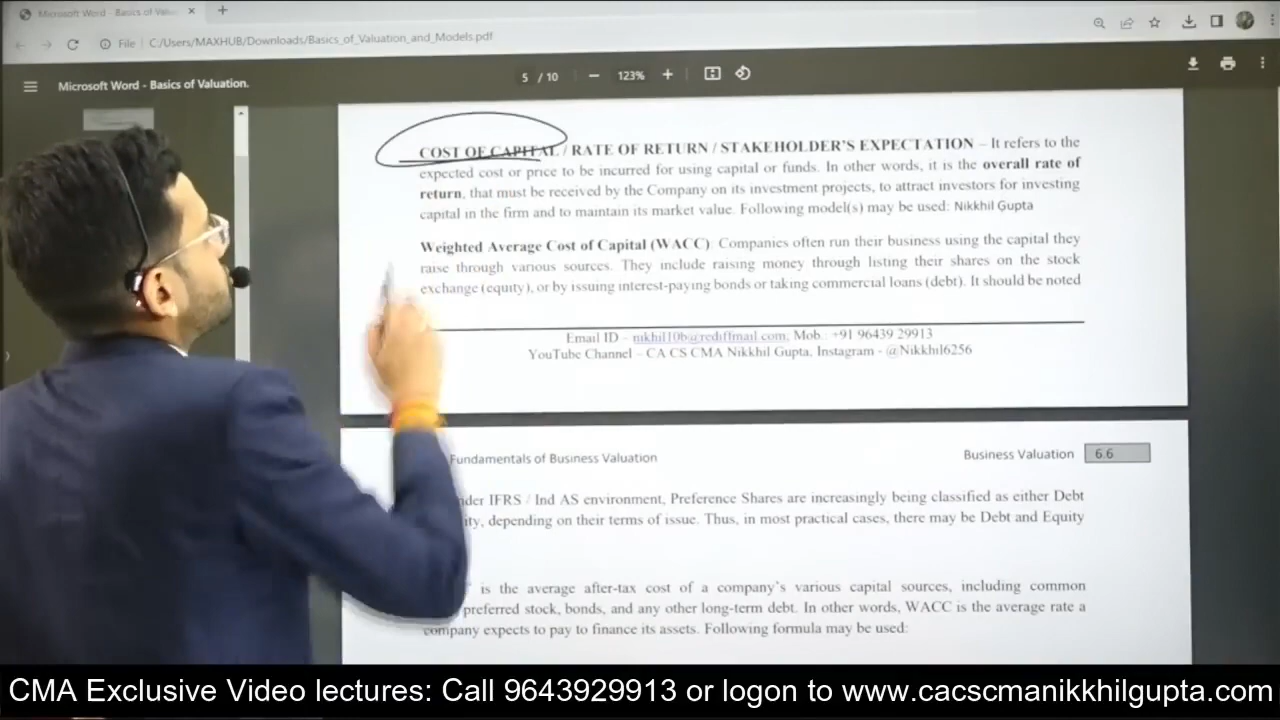 Microsoft Word - Basics of Valu
File | C:/Users/MAXHUB/Downloads/Basics_of_Valuation_and_Models.pdf
Microsoft Word - Basics of Valuation.
5 / 10
123%
COST OF CAPITAL / RATE OF RETURN / STAKEHOLDER'S EXPECTATION – It refers to the
expected cost or price to be incurred for using capital or funds. In other words, it is the overall rate of
return, that must be received by the Company on its investment projects, to attract investors for investing
capital in the firm and to maintain its market value. Following model(s) may be used: Nikkhil Gupta
Weighted Average Cost of Capital (WACC) Companies often run their business using the capital they
raise through various sources. They include raising money through listing their shares on the stock
exchange (equity), or by issuing interest-paying bonds or taking commercial loans (debt). It should be noted
Email ID – nikhil10b@rediffmail.com, Mob.: +91 96439 29913
YouTube Channel – CA CS CMA Nikkhil Gupta, Instagram - @Nikkhil6256
Fundamentals of Business Valuation
Business Valuation 6.6
IFRS / Ind AS environment, Preference Shares are increasingly being classified as either Debt
depending on their terms of issue. Thus, in most practical cases, there may be Debt and Equity
is the average after-tax cost of a company's various capital sources, including common
preferred stock, bonds, and any other long-term debt. In other words, WACC is the average rate a
company expects to pay to finance its assets. Following formula may be used:
CMA Exclusive Video lectures: Call 9643929913 or logon to www.cacscmanikkhilgupta.com